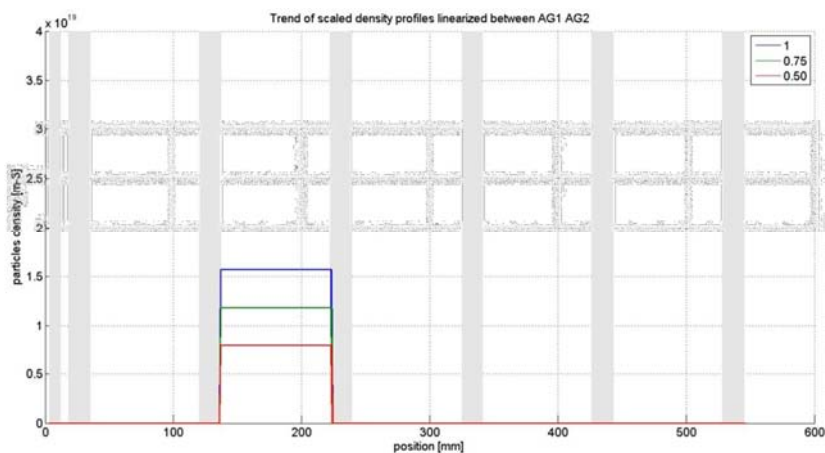 Trend of scaled density profiles linearized between AG1 AG2
x 10¹⁹
4
3.5
3
2.5
2
1.5
1
0.5
0
particles density [m-3]
0 100 200 300 400 500 600
position [mm]
1
0.75
0.50